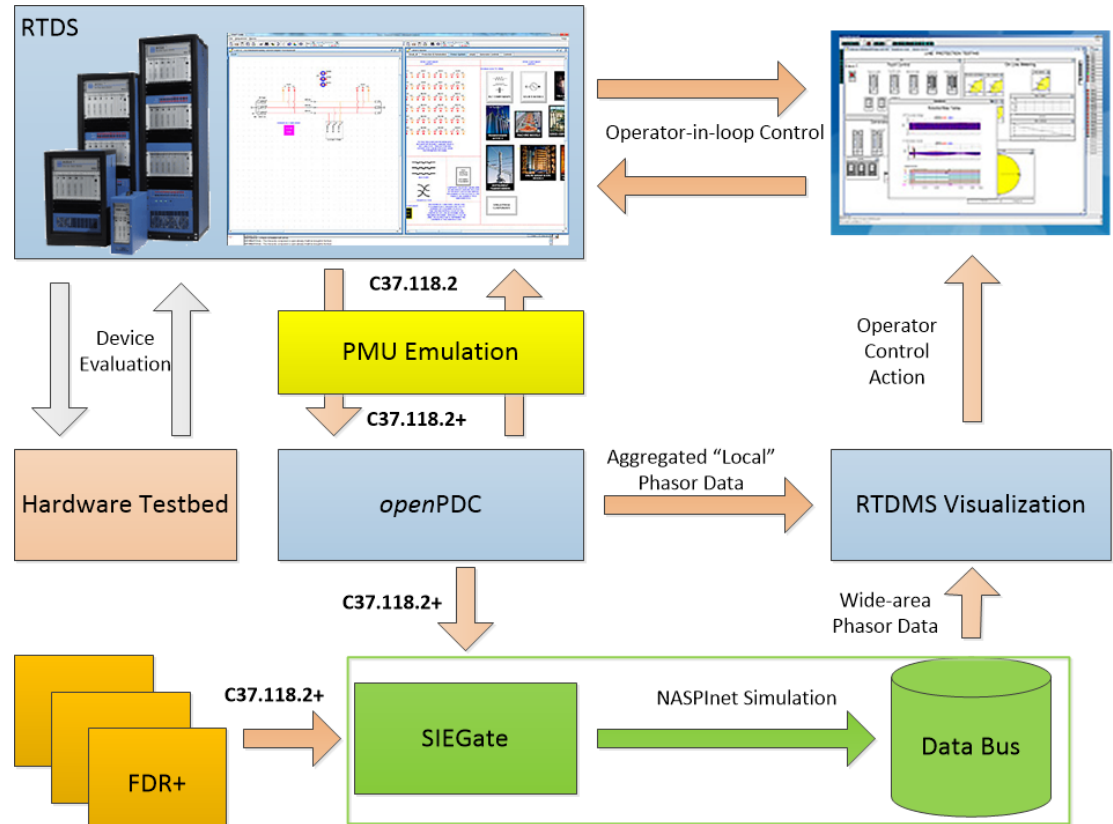 RTDS
Operator-in-loop Control
C37.118.2
Device
Evaluation
PMU Emulation
C37.118.2+
Operator
Control
Action
Hardware Testbed
openPDC
Aggregated “Local”
Phasor Data
RTDMS Visualization
C37.118.2+
Wide-area
Phasor Data
C37.118.2+
FDR+
SIEGate
NASPInet Simulation
Data Bus